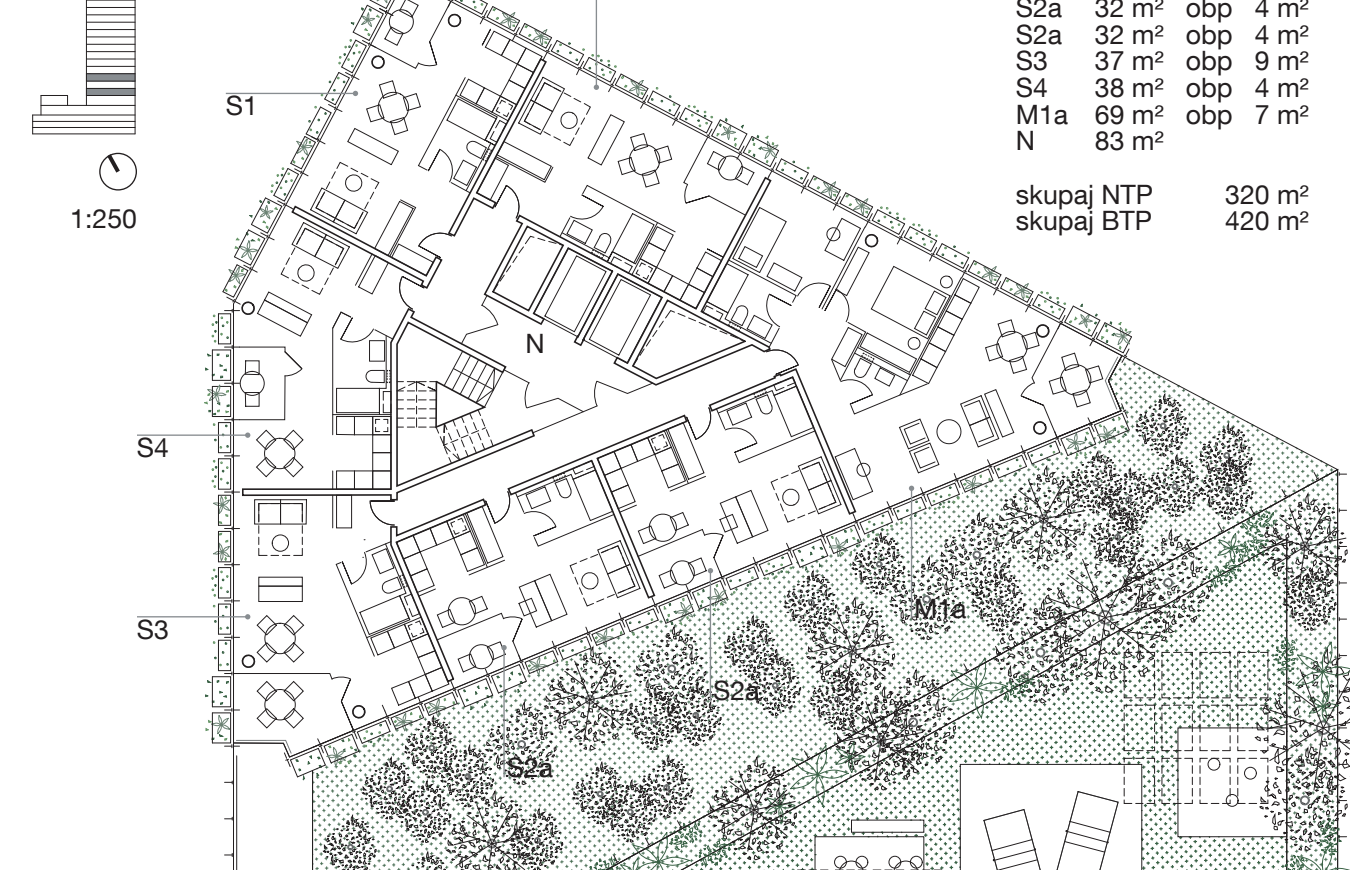 S2a 32 m² obp 4 m²
S2a 32 m² obp 4 m²
S3 37 m² obp 9 m²
S4 38 m² obp 4 m²
M1a 69 m² obp 7 m²
N 83 m²
skupaj NTP 320 m²
skupaj BTP 420 m²
1:250
S1
N
S4
S3
M1a
S2a
S2a